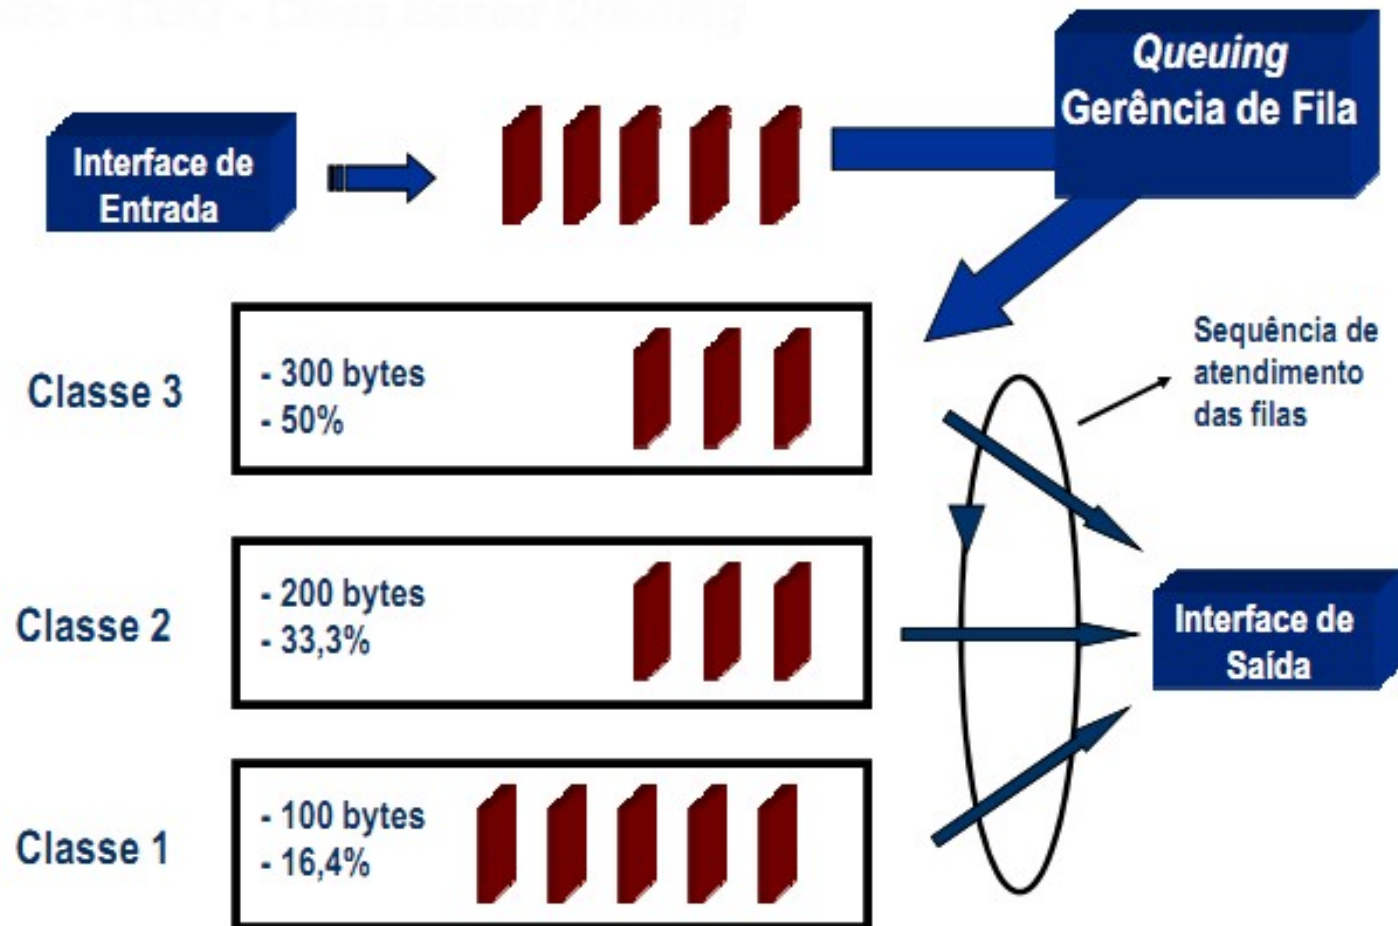 Queuing
Gerência de Fila
Interface de
Entrada
Sequência de
atendimento
das filas
Classe 3
- 300 bytes
- 50%
Classe 2
- 200 bytes
- 33,3%
Interface de
Saída
Classe 1
- 100 bytes
- 16,4%